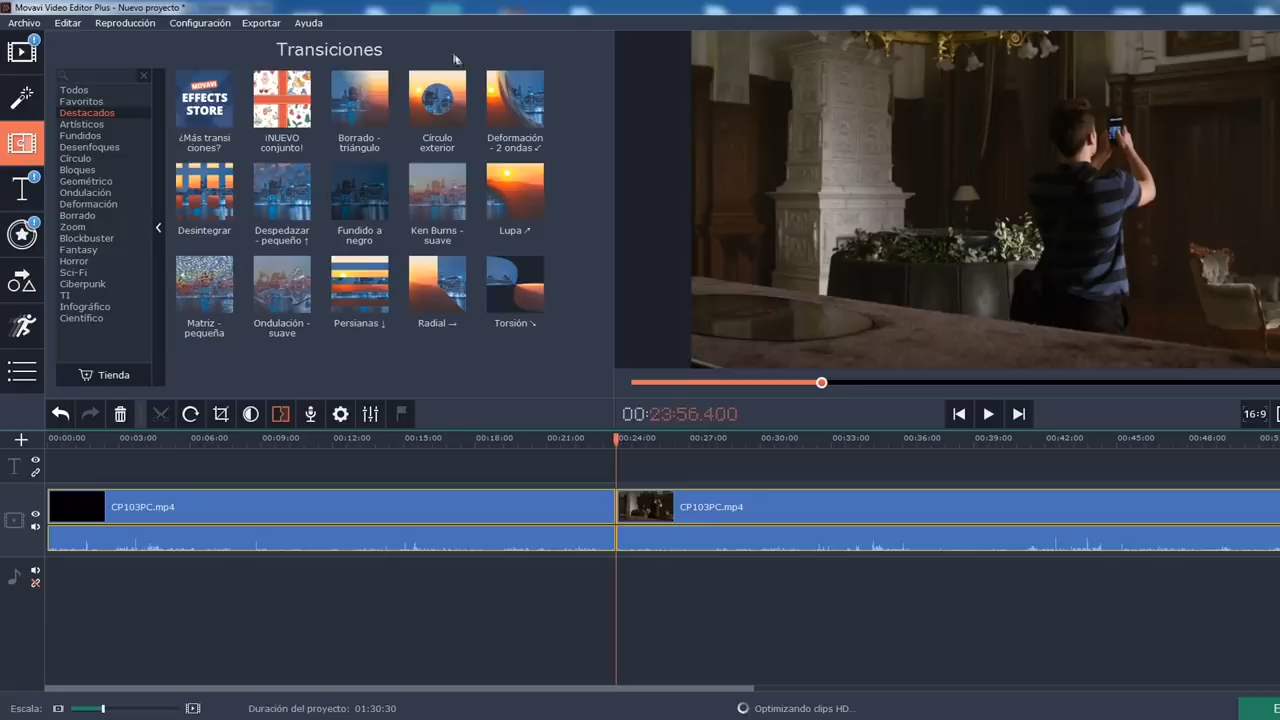 Movavi Video Editor Plus - Nuevo proyecto *
Archivo Editar Reproducción Configuración Exportar Ayuda
Transiciones
Todos
Favoritos
Destacados
Artísticos
Fundidos
Desenfoques
Círculo
Bloques
Geométrico
Ondulación
Deformación
Borrado
Zoom
Blockbuster
Fantasy
Horror
Sci-Fi
Ciberpunk
TI
Infográfico
Científico
Tienda
MOVAVI
EFFECTS
STORE
¿Más transi
ciones?
¡NUEVO
conjunto!
Borrado -
triángulo
Círculo
exterior
Deformación
- 2 ondas ↙
Desintegrar
Despedazar
- pequeño ↑
Fundido a
negro
Ken Burns -
suave
Lupa ↗
Matriz -
pequeña
Ondulación -
suave
Persianas ↓
Radial →
Torsión ↘
00:23:56.400
16:9
00:00:00 00:03:00 00:06:00 00:09:00 00:12:00 00:15:00 00:18:00 00:21:00 00:24:00 00:27:00 00:30:00 00:33:00 00:36:00 00:39:00 00:42:00 00:45:00 00:48:00
CP103PC.mp4 CP103PC.mp4
Escala: Duración del proyecto: 01:30:30 Optimizando clips HD...